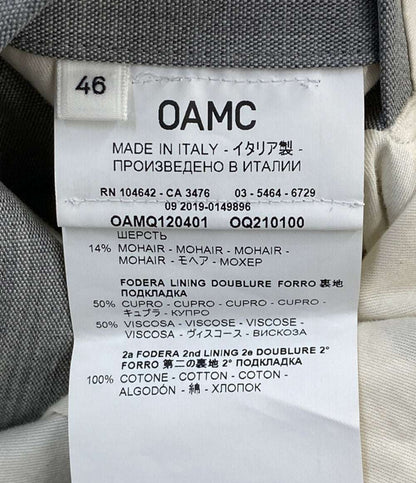 46
OAMC
MADE IN ITALY - イタリア製 -
ПРОИЗВЕДЕНО В ИТАЛИИ
RN 104642 - CA 3476 03 - 5464 - 6729
09 2019-0149896
OAMQ120401 OQ210100
ШЕРСТЬ
14% MOHAIR - MOHAIR - MOHAIR -
MOHAIR - モヘア - МОХЕР
FODERA LINING DOUBLURE FORRO 裏地
ПОДКЛАДКА
50% CUPRO - CUPRO - CUPRO - CUPRO -
キュプラ - КУПРО
50% VISCOSA - VISCOSE - VISCOSE -
VISCOSA - ヴィスコース - ВИСКОЗА
2a FODERA 2nd LINING 2e DOUBLURE 2°
FORRO 第二の裏地 2° ПОДКЛАДКА
100% COTONE - COTTON - COTON -
ALGODÓN - 綿 - ХЛОПОК